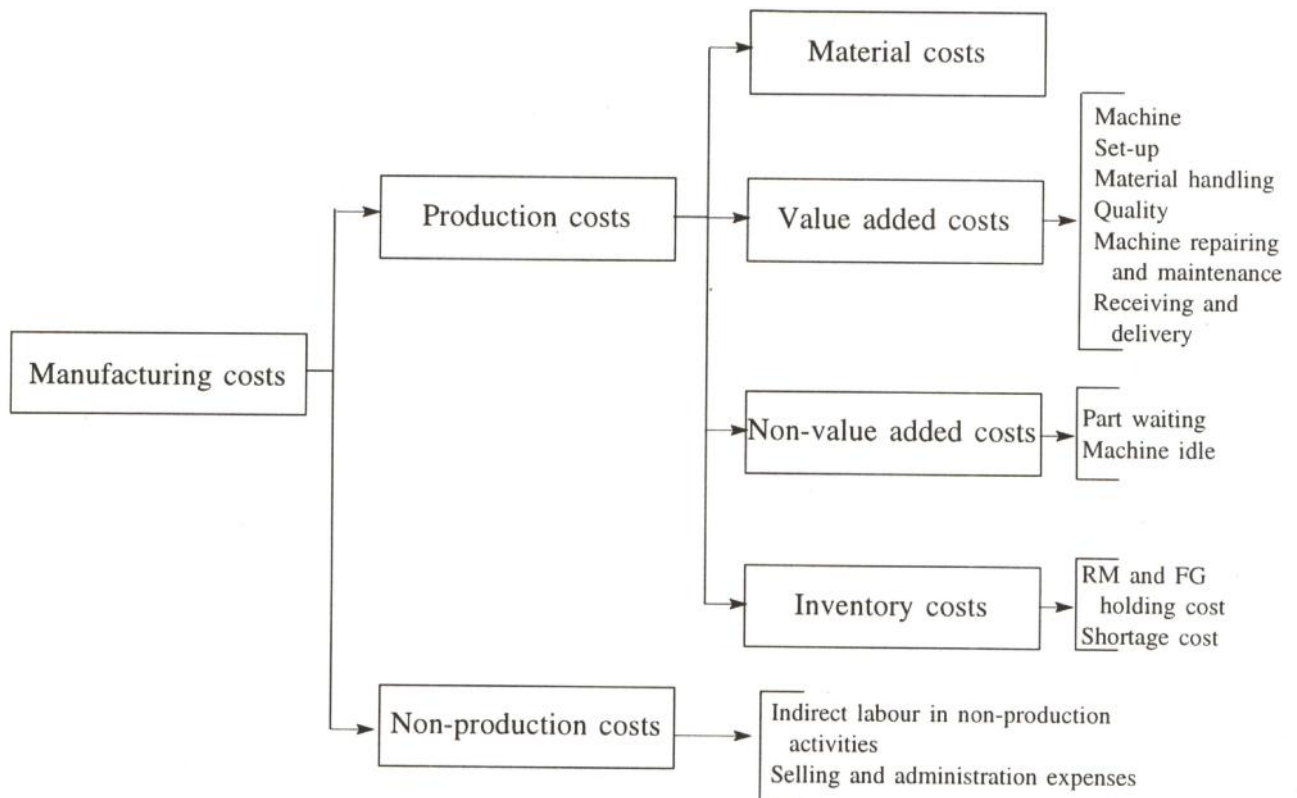 Material costs
Machine
Set-up
Material handling
Quality
Machine repairing
and maintenance
Receiving and
delivery
Production costs
Value added costs
Manufacturing costs
Non-value added costs
Part waiting
Machine idle
Inventory costs
RM and FG
holding cost
Shortage cost
Non-production costs
Indirect labour in non-production
activities
Selling and administration expenses